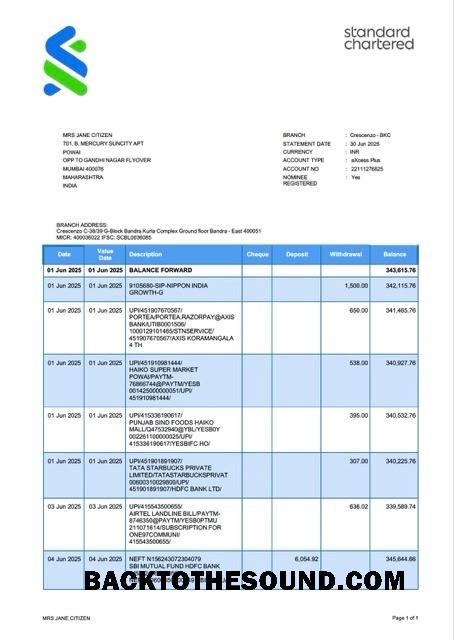 standard
chartered
MRS JANE CITIZEN
701, B, MERCURY SUNCITY APT
POWAI
OPP TO GANDHI NAGAR FLYOVER
MUMBAI 400076
MAHARASHTRA
INDIA
BRANCH : Crescenzo - BKC
STATEMENT DATE : 30 Jun 2025
CURRENCY : INR
ACCOUNT TYPE : aXcess Plus
ACCOUNT NO : 22111276825
NOMINEE : Yes
REGISTERED
BRANCH ADDRESS:
Crescenzo C-38/39 G-Block Bandra Kurla Complex Ground floor Bandra - East 400051
MICR: 400036022 IFSC: SCBL0036085
Date Value Date Description Cheque Deposit Withdrawal Balance
01 Jun 2025 01 Jun 2025 BALANCE FORWARD 343,615.76
01 Jun 2025 01 Jun 2025 9105680-SIP-NIPPON INDIA 1,500.00 342,115.76
GROWTH-G
01 Jun 2025 01 Jun 2025 UPI/451907670567/ 650.00 341,465.76
PORTEA/PORTEA.RAZORPAY@AXIS
BANK/UTIB0001506/
1000129101465/STNSERVICE/
451907670567/AXIS KORAMANGALA
4 TH
01 Jun 2025 01 Jun 2025 UPI/451910981444/ 538.00 340,927.76
HAIKO SUPER MARKET
POWAI/PAYTM-
76866744@PAYTM/YESB
001425000000051/UPI/
451910981444/
01 Jun 2025 01 Jun 2025 UPI/415336190617/ 395.00 340,532.76
PUNJAB SIND FOODS HAIKO
MALL/Q47532940@YBL/YESB0Y
002261100000025/UPI/
415336190617/YESBIFC HO/
01 Jun 2025 01 Jun 2025 UPI/451901891907/ 307.00 340,225.76
TATA STARBUCKS PRIVATE
LIMITED/TATASTARBUCKSPRIVAT
00600310029800/UPI/
451901891907/HDFC BANK LTD/
03 Jun 2025 03 Jun 2025 UPI/415543500655/ 636.02 339,589.74
AIRTEL LANDLINE BILL/PAYTM-
8746350@PAYTM/YESB0PTMU
211071614/SUBSCRIPTION FOR
ONE97COMMUNI/
415543500655/
04 Jun 2025 04 Jun 2025 NEFT N156243072304079 6,054.92 345,644.66
SBI MUTUAL FUND HDFC BANK
BACKTOTHESOUND.COM
MRS JANE CITIZEN
Page 1 of 1